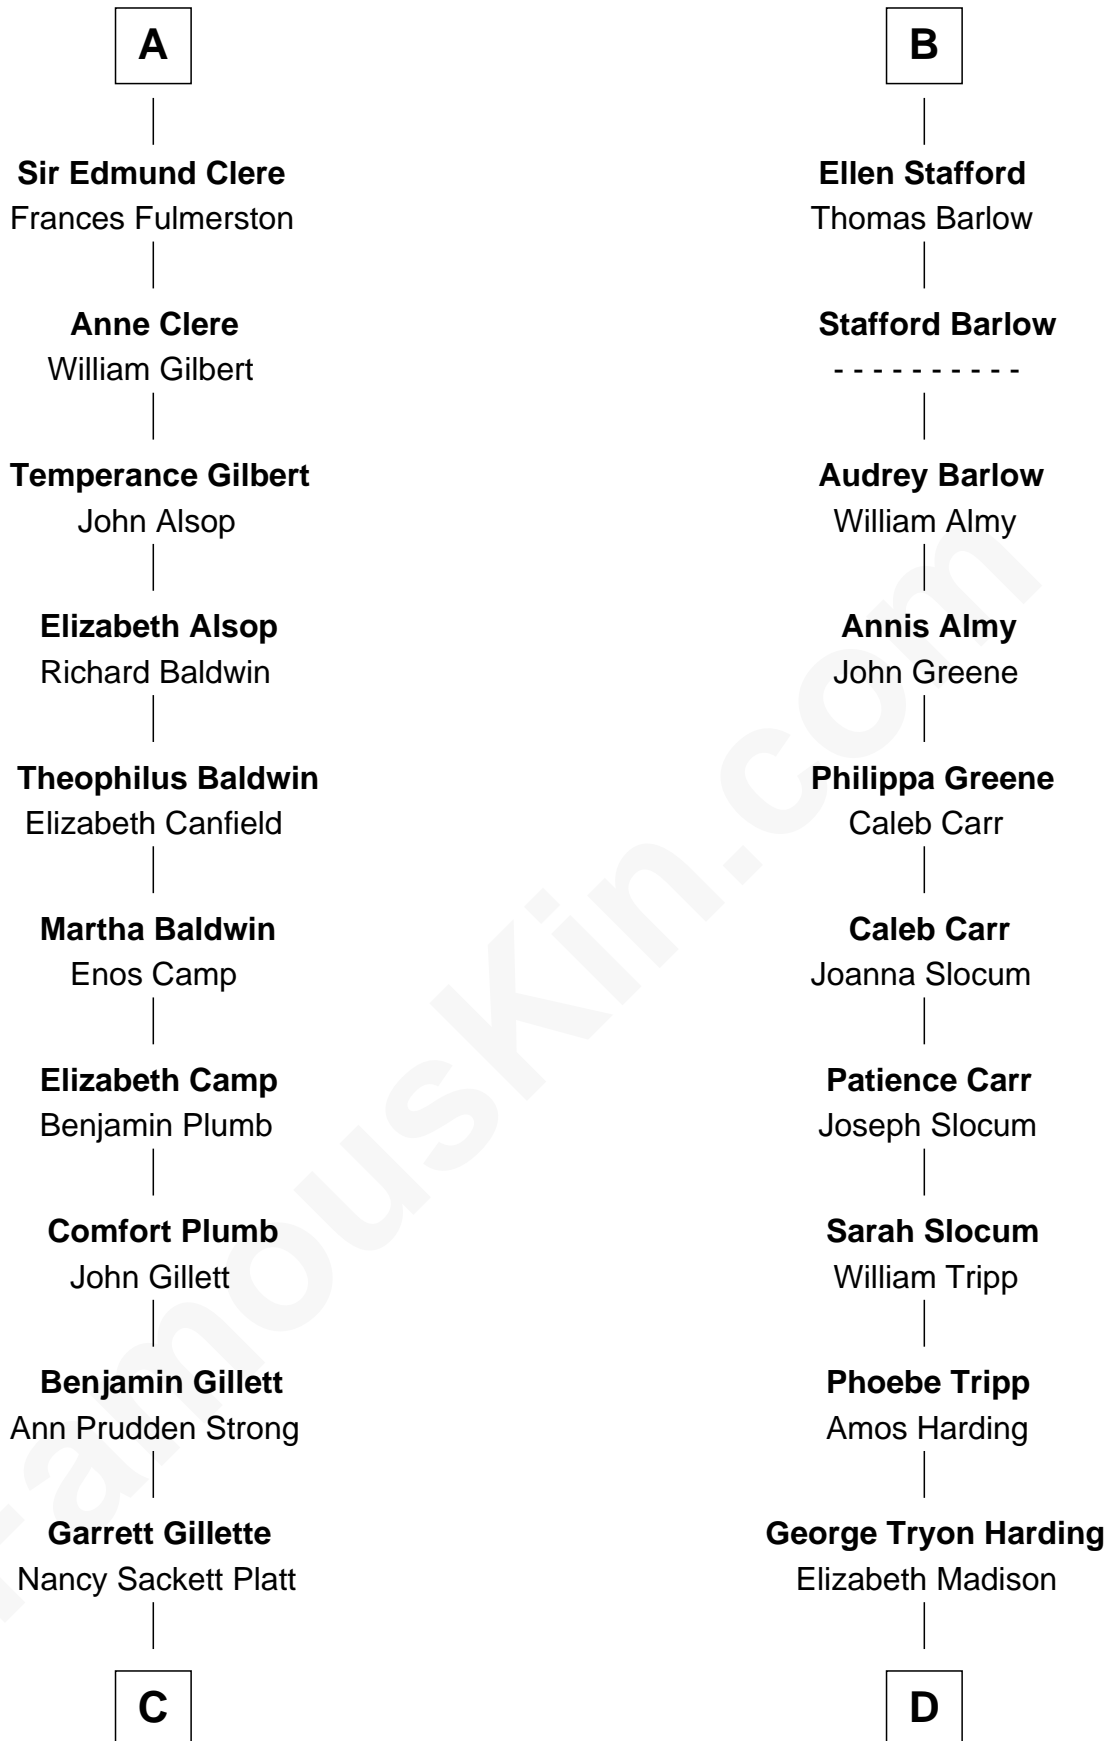 A
Sir Edmund Clere
Frances Fulmerston
Anne Clere
William Gilbert
Temperance Gilbert
John Alsop
Elizabeth Alsop
Richard Baldwin
Theophilus Baldwin
Elizabeth Canfield
Martha Baldwin
Enos Camp
Elizabeth Camp
Benjamin Plumb
Comfort Plumb
John Gillett
Benjamin Gillett
Ann Prudden Strong
Garrett Gillette
Nancy Sackett Platt
C
B
Ellen Stafford
Thomas Barlow
Stafford Barlow
- - - - - - - - - -
Audrey Barlow
William Almy
Annis Almy
John Greene
Philippa Greene
Caleb Carr
Caleb Carr
Joanna Slocum
Patience Carr
Joseph Slocum
Sarah Slocum
William Tripp
Phoebe Tripp
Amos Harding
George Tryon Harding
Elizabeth Madison
D
FamousKin.com